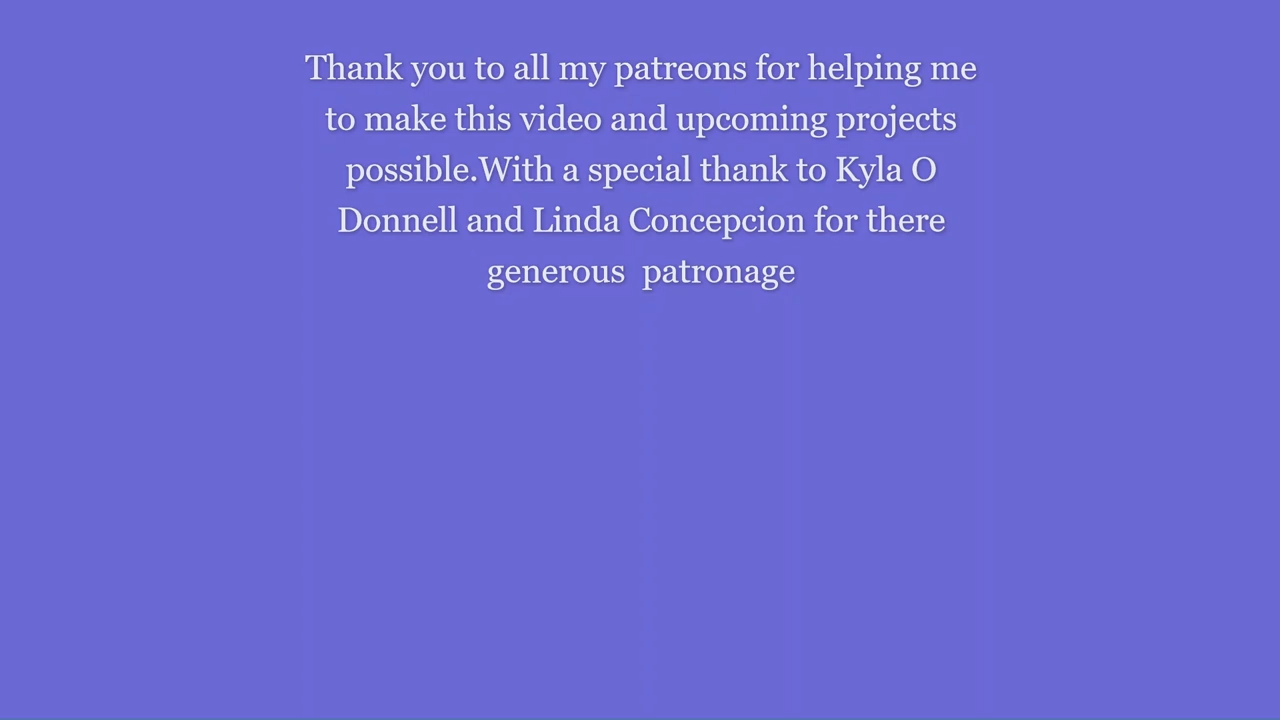 Thank you to all my patreons for helping me
to make this video and upcoming projects
possible.With a special thank to Kyla O
Donnell and Linda Concepcion for there
generous  patronage